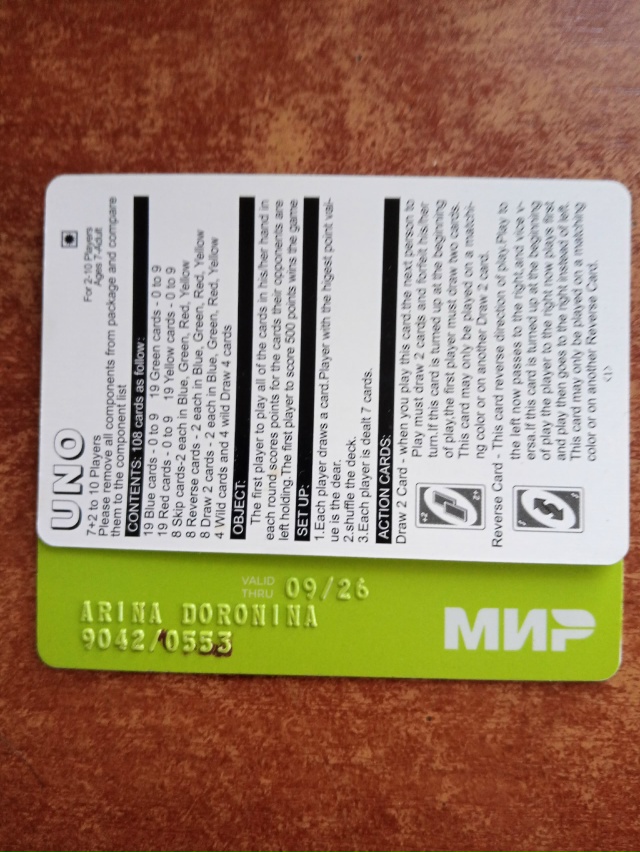 UNO
For 2-10 Players
Ages 7-Adult
7+2 to 10 Players
Please remove all components from package and compare
them to the component list
CONTENTS: 108 cards as follow:
19 Blue cards - 0 to 9 19 Green cards - 0 to 9
19 Red cards - 0 to 9 19 Yellow cards - 0 to 9
8 Skip cards-2 each in Blue, Green, Red, Yellow
8 Reverse cards - 2 each in Blue, Green, Red, Yellow
8 Draw 2 cards - 2 each in Blue, Green, Red, Yellow
4 Wild cards and 4 wild Draw 4 cards
OBJECT:
The first player to play all of the cards in his/her hand in
each round scores points for the cards their opponents are
left holding.The first player to score 500 points wins the game
SET UP:
1.Each player draws a card.Player with the higest point val-
ue is the dear.
2.shuffle the deck.
3.Each player is dealt 7 cards.
ACTION CARDS:
Draw 2 Card - when you play this card.the next person to
Play must draw 2 cards and forfeit his her
turn.If this card is turned up at the beginning
of play,the first player must draw two cards.
This card may only be played on a matchi-
ng color or on another Draw 2 card.
+2
2+
Reverse Card - This card reverse direction of play.Play to
the left now passes to the right,and vice v-
ersa.If this card is turned up at the beginning
of play the player to the right now plays first
and play then goes to the right instead of left.
This card may only be played on a matching
color or on another Reverse Card.
<1>
VALID
THRU 09/26
ARINA DORONINA
9042/0553
МИР